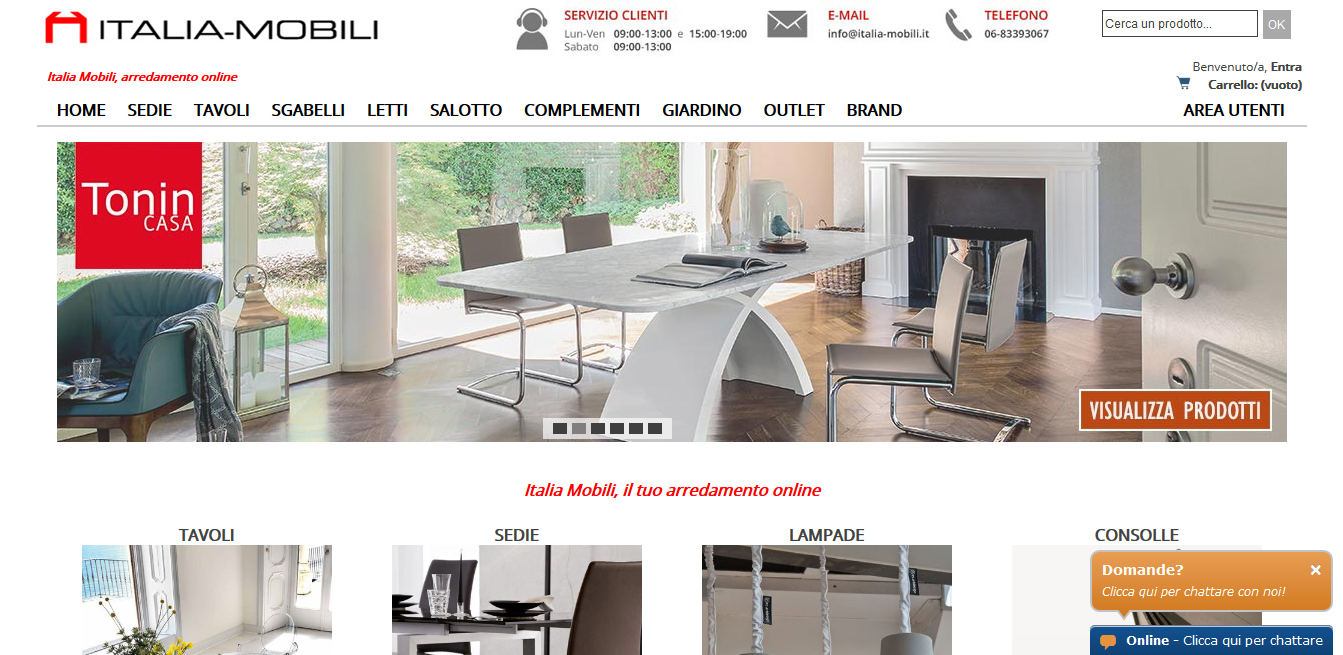 ITALIA-MOBILI
SERVIZIO CLIENTI
Lun-Ven 09:00-13:00 e 15:00-19:00
Sabato 09:00-13:00
E-MAIL
info@italia-mobili.it
TELEFONO
06-83393067
Cerca un prodotto...
OK
Italia Mobili, arredamento online
Benvenuto/a, Entra
Carrello: (vuoto)
HOME SEDIE TAVOLI SGABELLI LETTI SALOTTO COMPLEMENTI GIARDINO OUTLET BRAND AREA UTENTI
Tonin
CASA
VISUALIZZA PRODOTTI
Italia Mobili, il tuo arredamento online
TAVOLI SEDIE LAMPADE CONSOLLE
Domande?
Clicca qui per chattare con noi!
Online - Clicca qui per chattare